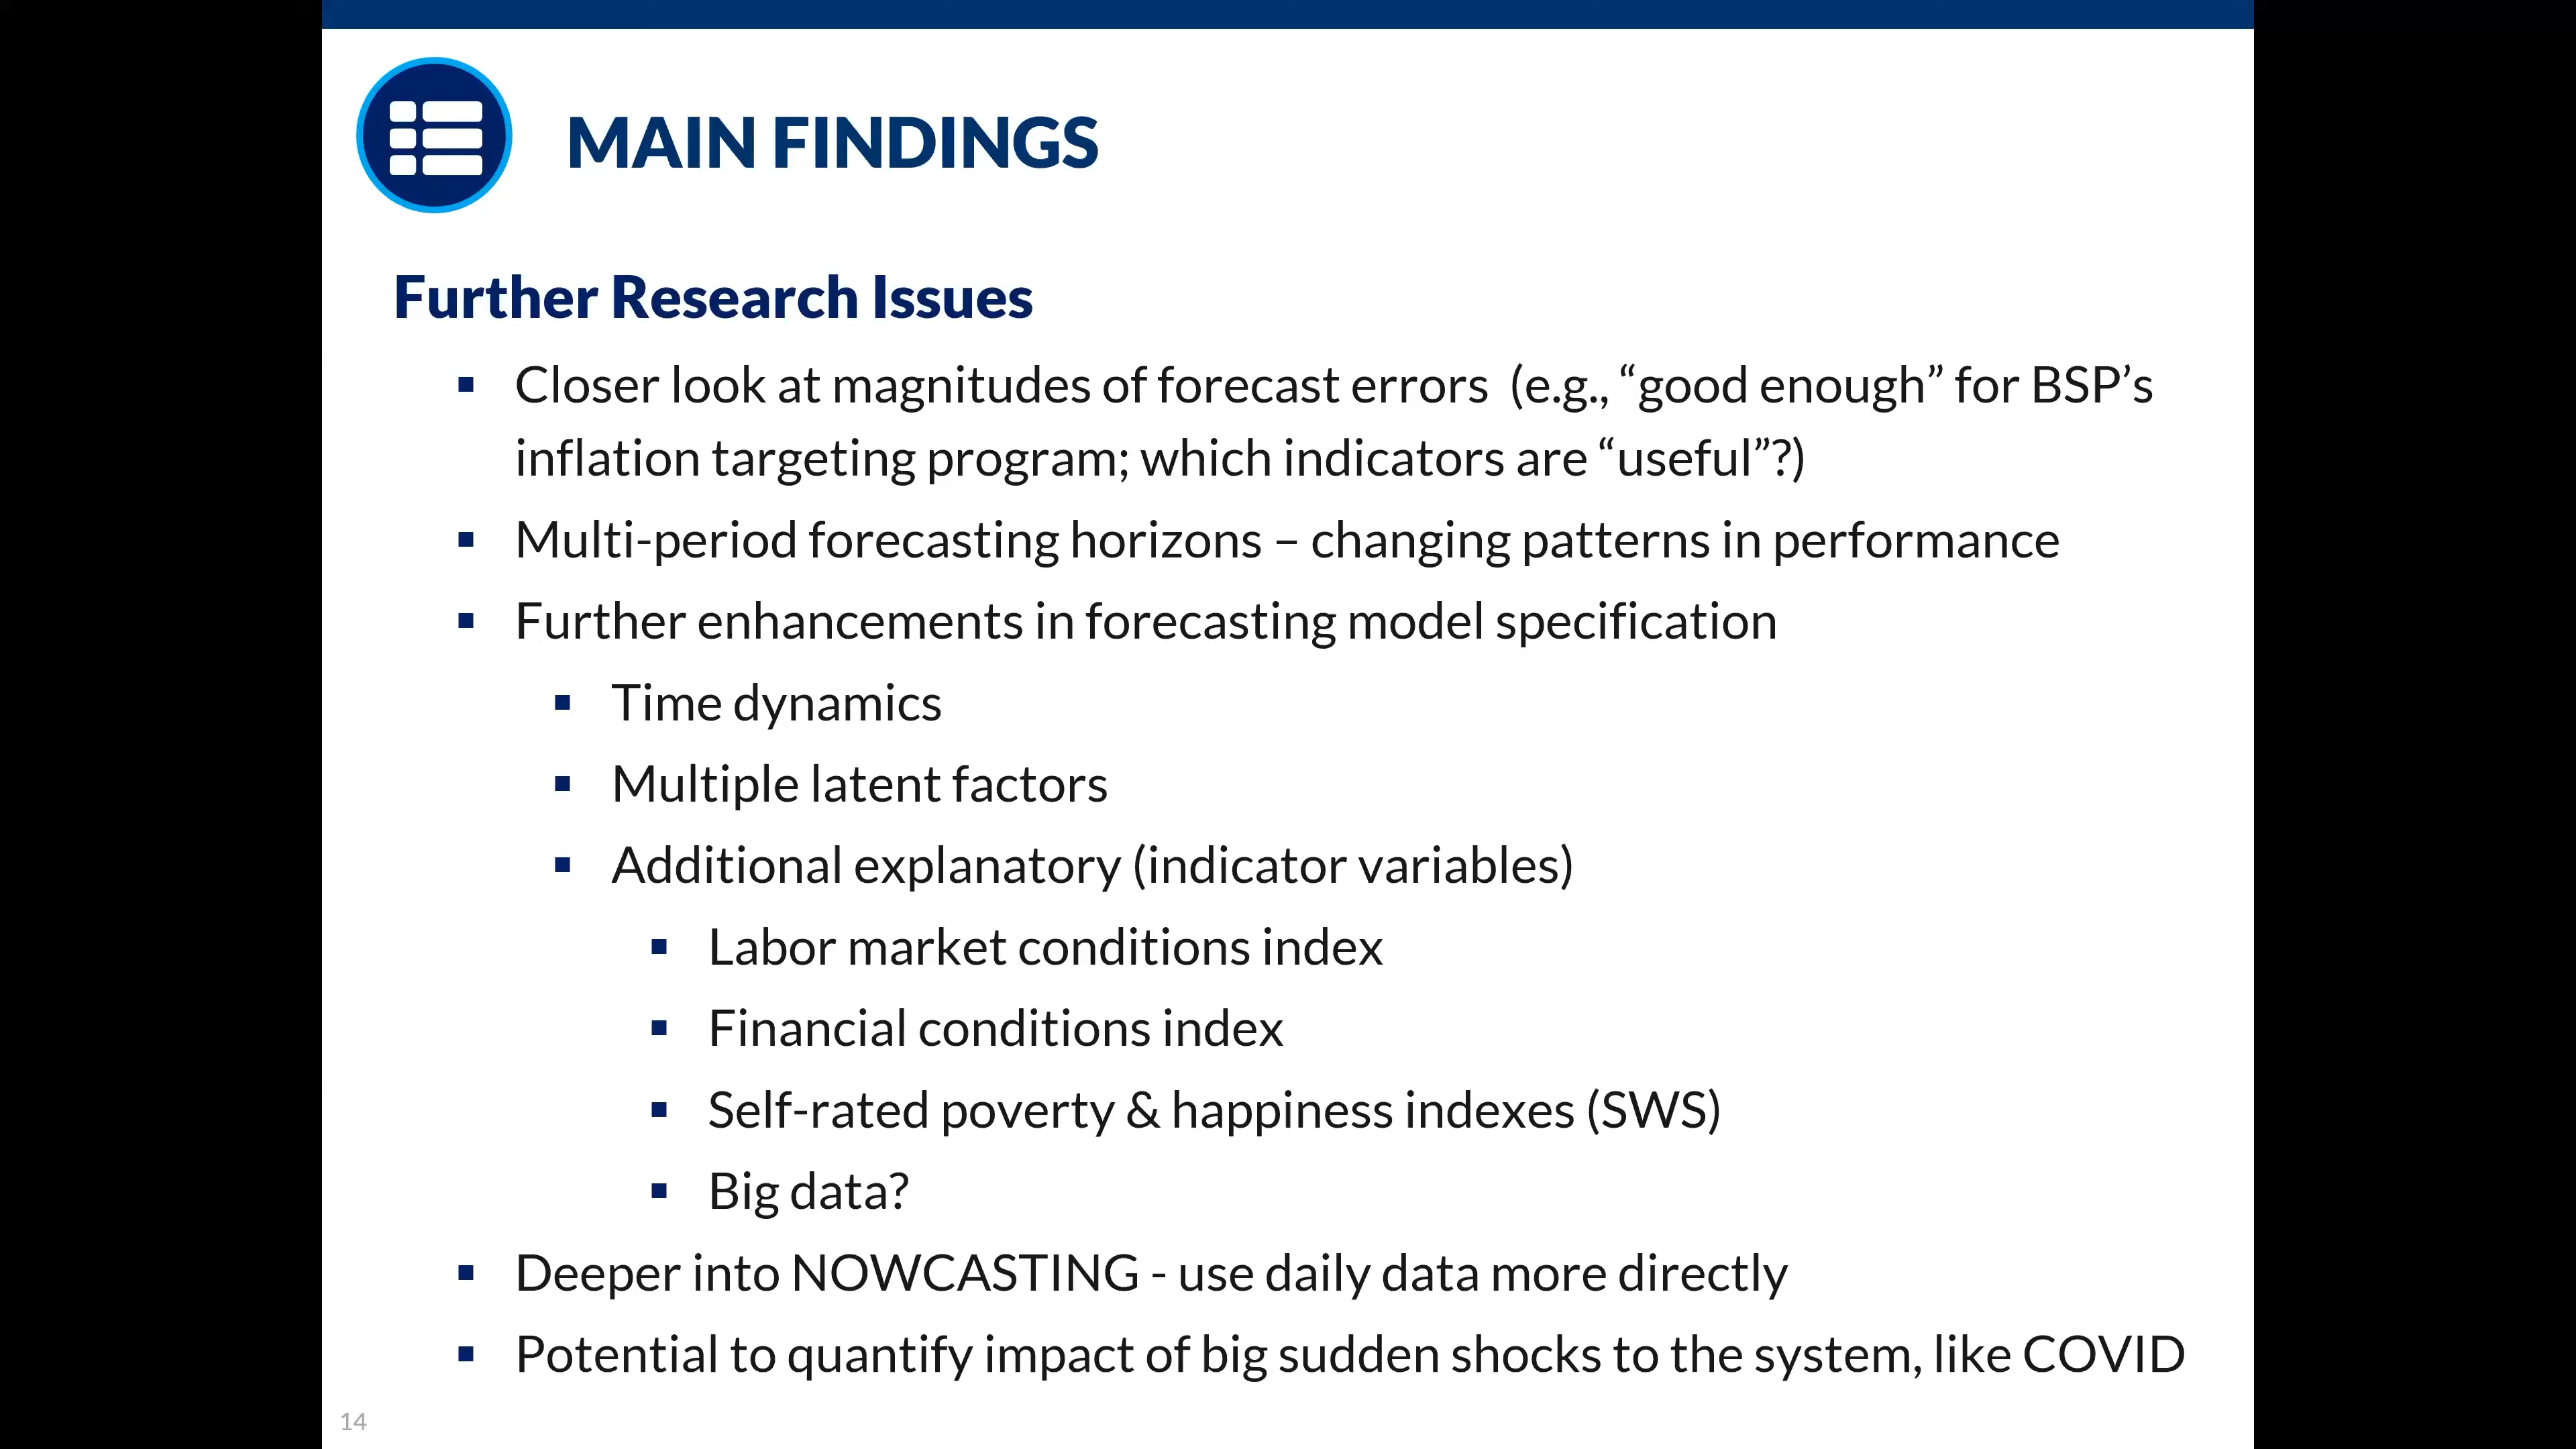 MAIN FINDINGS
Further Research Issues
▪ Closer look at magnitudes of forecast errors  (e.g., “good enough” for BSP’s
inflation targeting program; which indicators are “useful”?)
▪ Multi-period forecasting horizons – changing patterns in performance
▪ Further enhancements in forecasting model specification
▪ Time dynamics
▪ Multiple latent factors
▪ Additional explanatory (indicator variables)
▪ Labor market conditions index
▪ Financial conditions index
▪ Self-rated poverty & happiness indexes (SWS)
▪ Big data?
▪ Deeper into NOWCASTING - use daily data more directly
▪ Potential to quantify impact of big sudden shocks to the system, like COVID
14